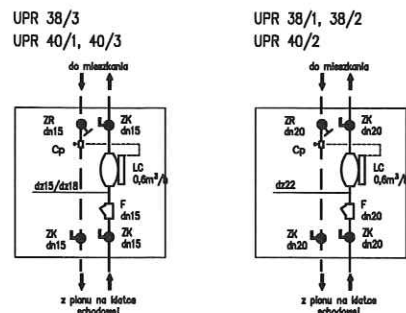 UPR 38/3
UPR 40/1, 40/3
do mieszkania
ZR
dn15
ZK
dn15
Cp
LC
0,6m³/h
dz15/dz18
F
dn15
ZK
dn15
ZK
dn15
z pionu na klatce
schodowej
UPR 38/1, 38/2
UPR 40/2
do mieszkania
ZR
dn20
ZK
dn20
Cp
LC
0,6m³/h
dz22
F
dn20
ZK
dn20
ZK
dn20
z pionu na klatce
schodowej